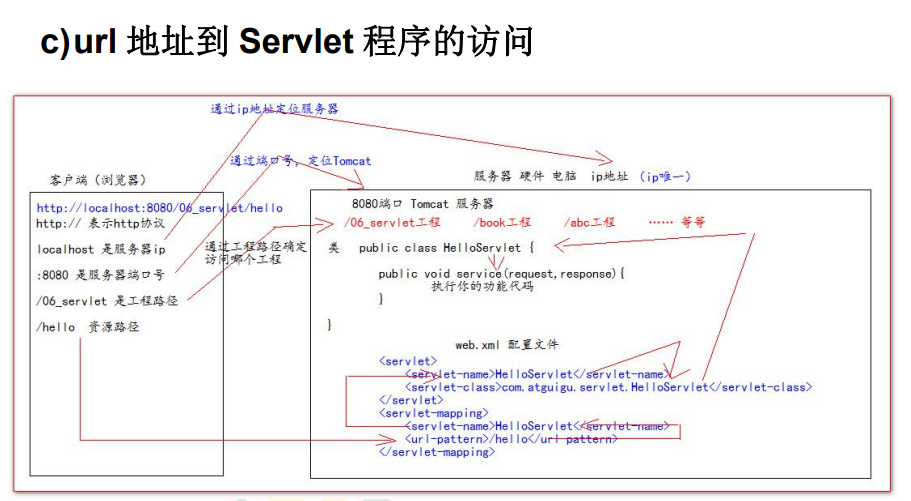 c)url 地址到 Servlet 程序的访问
通过ip地址定位服务器
通过端口号，定位Tomcat
客户端（浏览器）
服务器 硬件 电脑 ip地址 （ip唯一）
http://localhost:8080/06_servlet/hello
http:// 表示http协议
localhost 是服务器ip
:8080 是服务器端口号
/06_servlet 是工程路径
/hello 资源路径
通过工程路径确定
访问哪个工程
8080端口 Tomcat 服务器
/06_servlet工程 /book工程 /abc工程 …… 等等
类 public class HelloServlet {
public void service(request,response){
执行你的功能代码
}
}
web.xml 配置文件
<servlet>
<servlet-name>HelloServlet</servlet-name>
<servlet-class>com.atguigu.servlet.HelloServlet</servlet-class>
</servlet>
<servlet-mapping>
<servlet-name>HelloServlet</servlet-name>
<url-pattern>/hello</url-pattern>
</servlet-mapping>